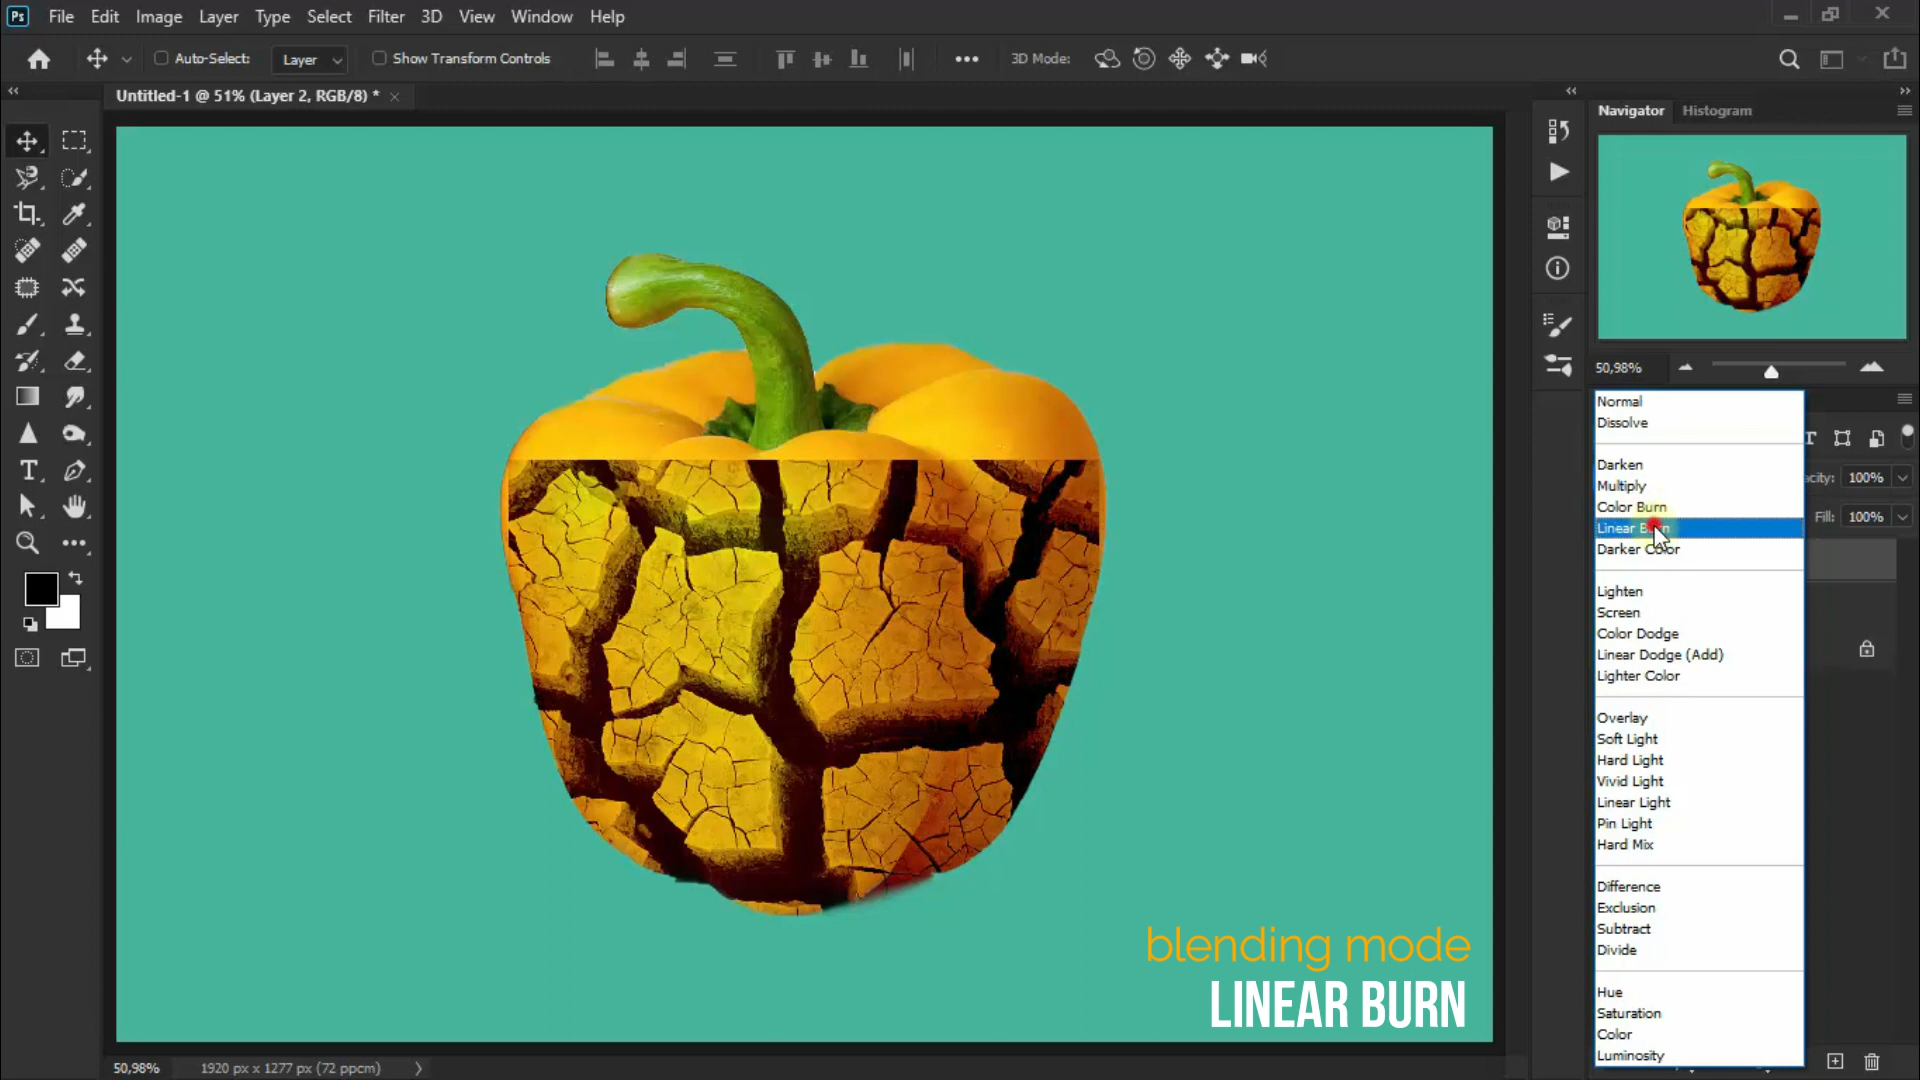 Ps File Edit Image Layer Type Select Filter 3D View Window Help
Auto-Select: Layer Show Transform Controls 3D Mode:
Untitled-1 @ 51% (Layer 2, RGB/8) *
Navigator Histogram
50,98%
Normal
Dissolve
Darken
Multiply
acity: 100%
Color Burn
Linear Burn
Fill: 100%
Darker Color
Lighten
Screen
Color Dodge
Linear Dodge (Add)
Lighter Color
Overlay
Soft Light
Hard Light
Vivid Light
Linear Light
Pin Light
Hard Mix
Difference
Exclusion
Subtract
Divide
Hue
Saturation
Color
Luminosity
blending mode
LINEAR BURN
50,98% 1920 px x 1277 px (72 ppcm)